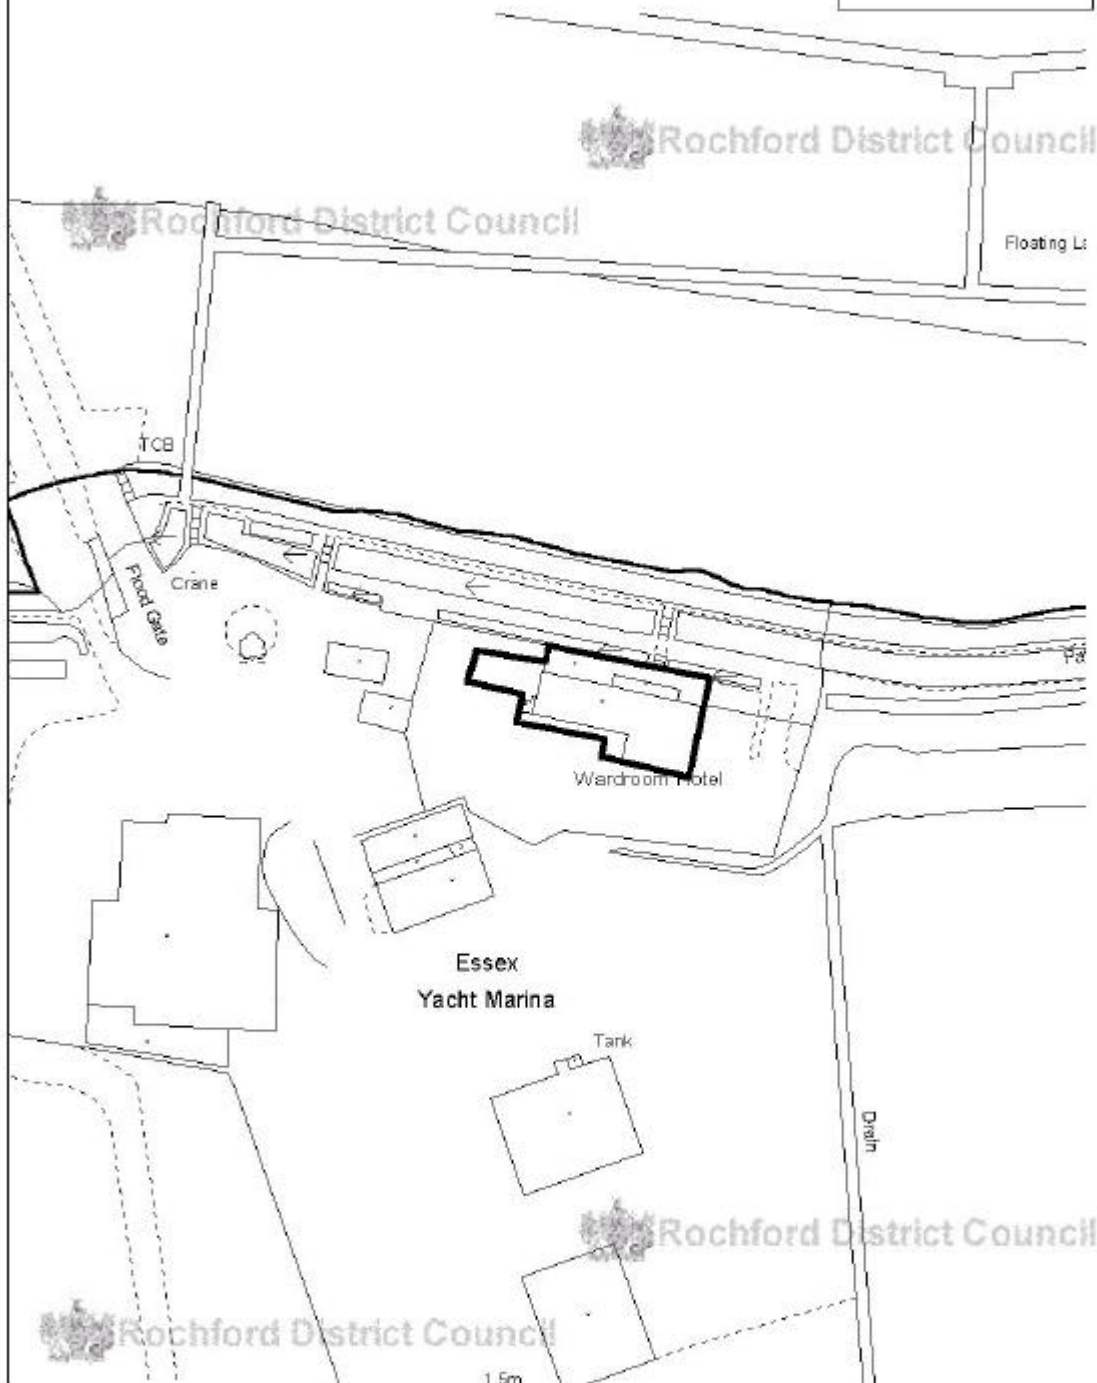 Rochford District Council
Rochford District Council
Floating
TCB
Crane
Flood Gate
Wardroom Hotel
Essex
Yacht Marina
Tank
Drain
Rochford District Council
Rochford District Council
1.5m